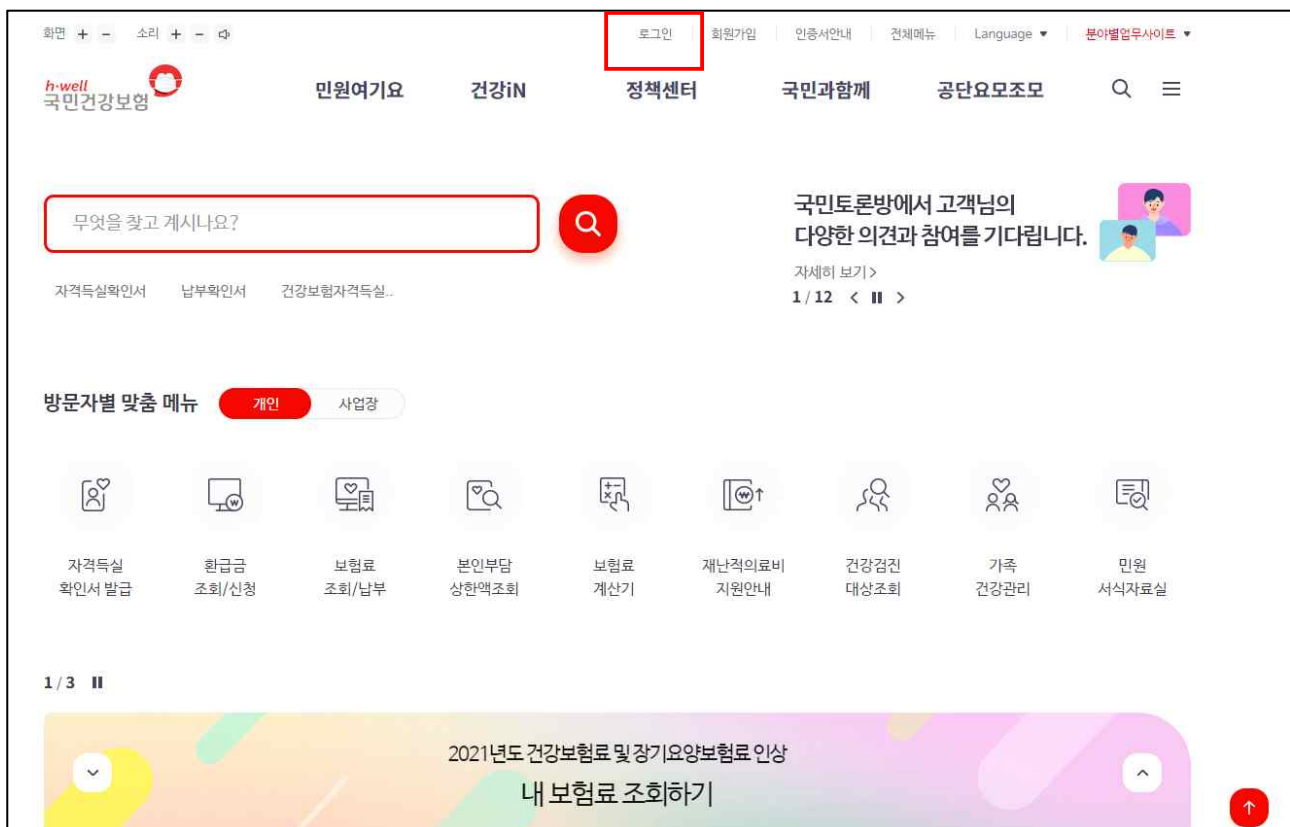 화면 + - 소리 + -
로그인 회원가입 인증서안내 전체메뉴 Language ▼ 분야별업무사이트 ▼
h·well
국민건강보험
민원여기요 건강iN 정책센터 국민과함께 공단요모조모
무엇을 찾고 계시나요?
자격득실확인서 납부확인서 건강보험자격득실..
국민토론방에서 고객님의
다양한 의견과 참여를 기다립니다.
자세히 보기 >
1 / 12
방문자별 맞춤 메뉴 개인 사업장
자격득실
확인서 발급
환급금
조회/신청
보험료
조회/납부
본인부담
상한액조회
보험료
계산기
재난적의료비
지원안내
건강검진
대상조회
가족
건강관리
민원
서식자료실
1 / 3
2021년도 건강보험료 및 장기요양보험료 인상
내 보험료 조회하기